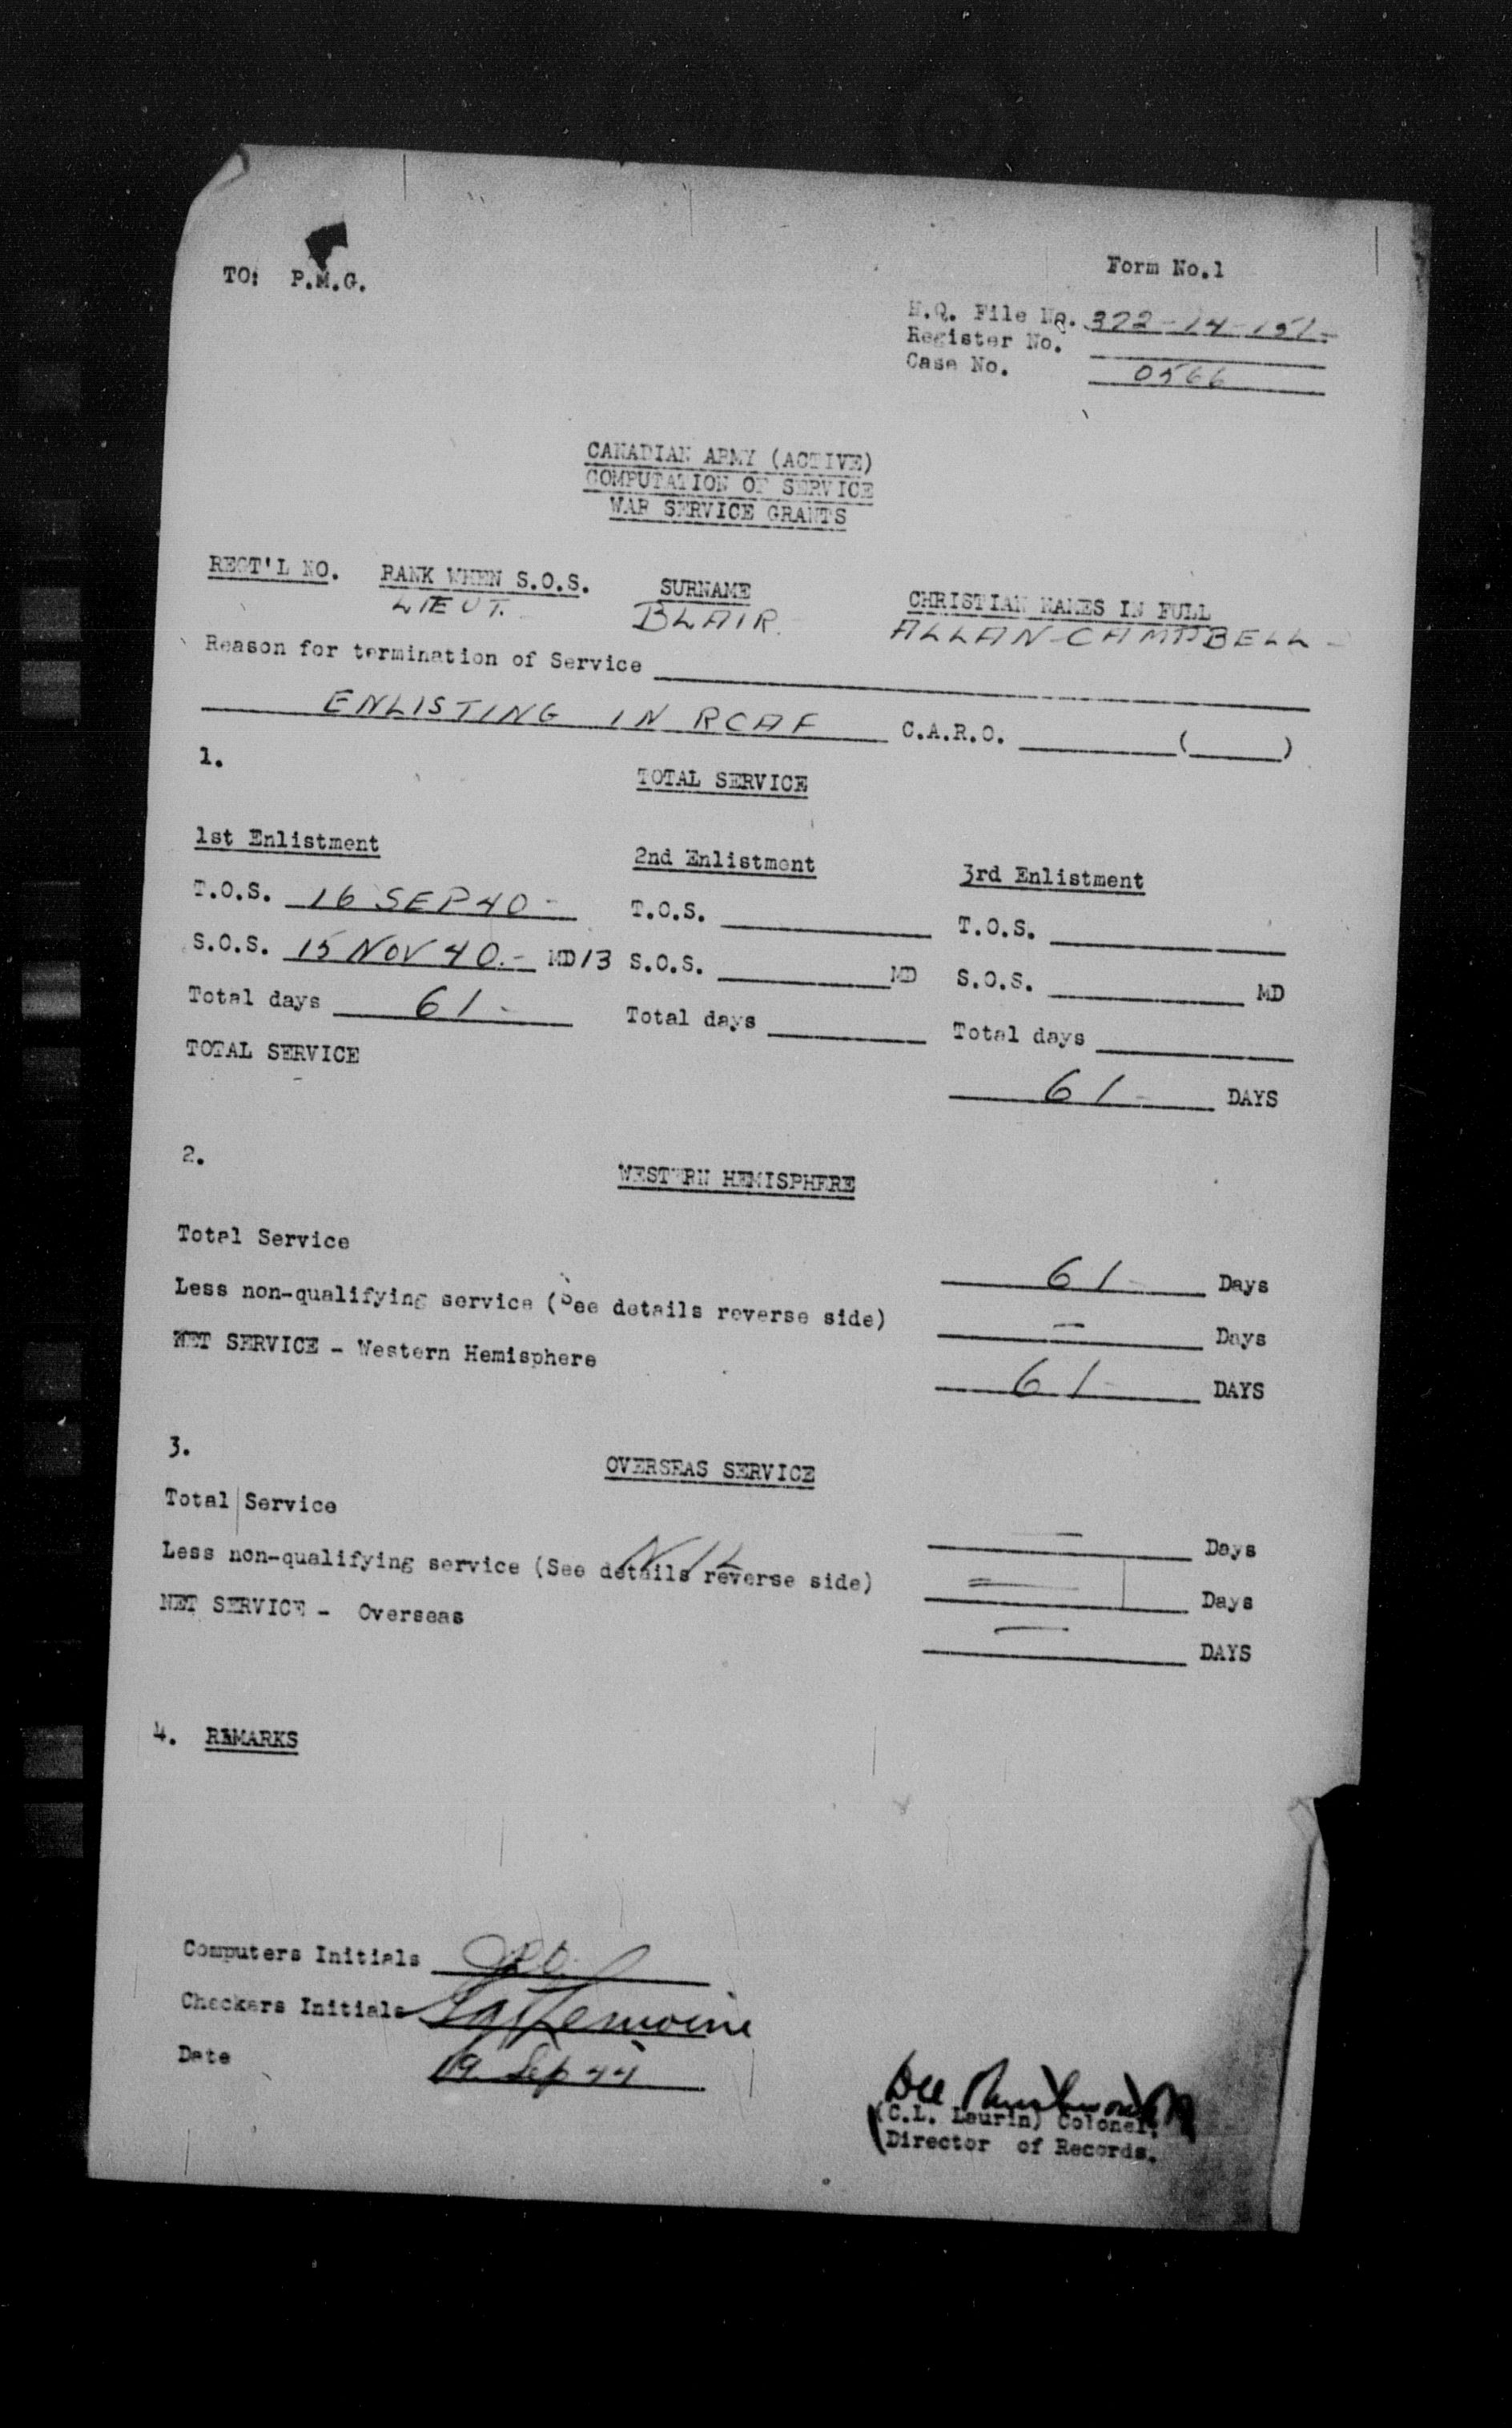 TO: P.M.G.
Form No.1
H.Q. File No. 372-14-151-
Register No.
Case No. 0566
CANADIAN ARMY (ACTIVE)
COMPUTATION OF SERVICE
WAR SERVICE GRANTS
REGT'L NO. RANK WHEN S.O.S. SURNAME CHRISTIAN NAMES IN FULL
LIEUT. BLAIR. ALLAN CAMPBELL -
Reason for termination of Service
ENLISTING IN RCAF C.A.R.O. ( )
1.
TOTAL SERVICE
1st Enlistment 2nd Enlistment 3rd Enlistment
T.O.S. 16 SEP 40 - T.O.S. T.O.S.
S.O.S. 15 NOV 40.- MD 13 S.O.S. MD S.O.S. MD
Total days 61 - Total days Total days
TOTAL SERVICE 61 - DAYS
2.
WESTERN HEMISPHERE
Total Service 61 - Days
Less non-qualifying service (See details reverse side) - Days
NET SERVICE - Western Hemisphere 61 - DAYS
3.
OVERSEAS SERVICE
Total Service - Days
NIL
Less non-qualifying service (See details reverse side) = Days
NET SERVICE - Overseas - DAYS
4. REMARKS
Computers Initials
Checkers Initials Lemoine
Date 19 Sep 44
(C.L. Laurin) Colonel,
Director of Records.